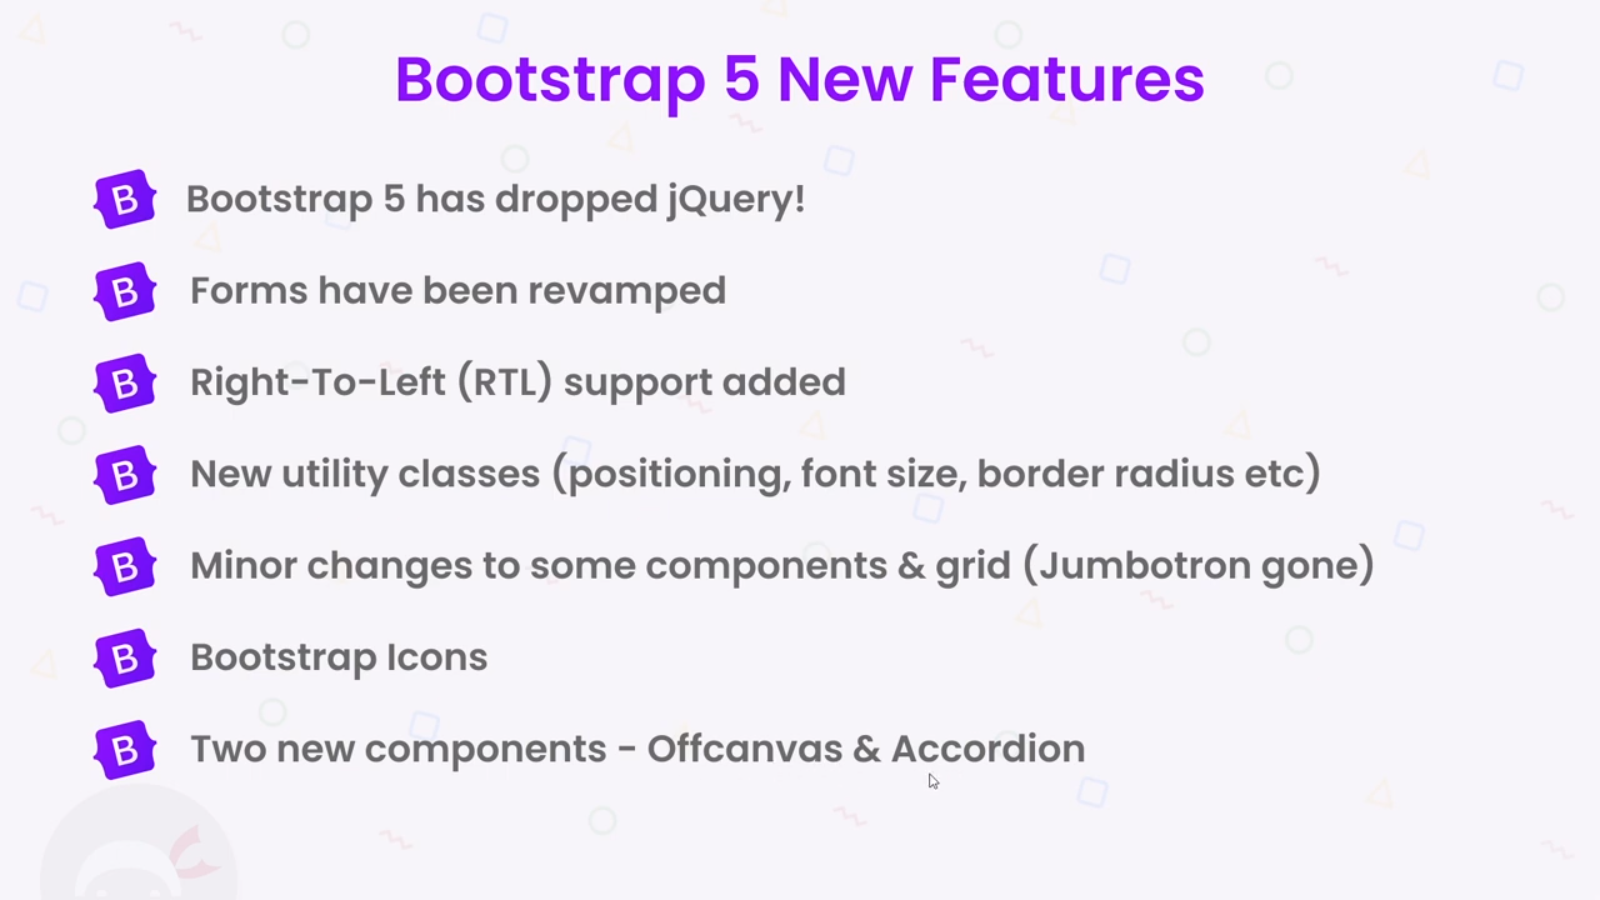 Bootstrap 5 New Features
B Bootstrap 5 has dropped jQuery!
B Forms have been revamped
B Right-To-Left (RTL) support added
B New utility classes (positioning, font size, border radius etc)
B Minor changes to some components & grid (Jumbotron gone)
B Bootstrap Icons
B Two new components - Offcanvas & Accordion